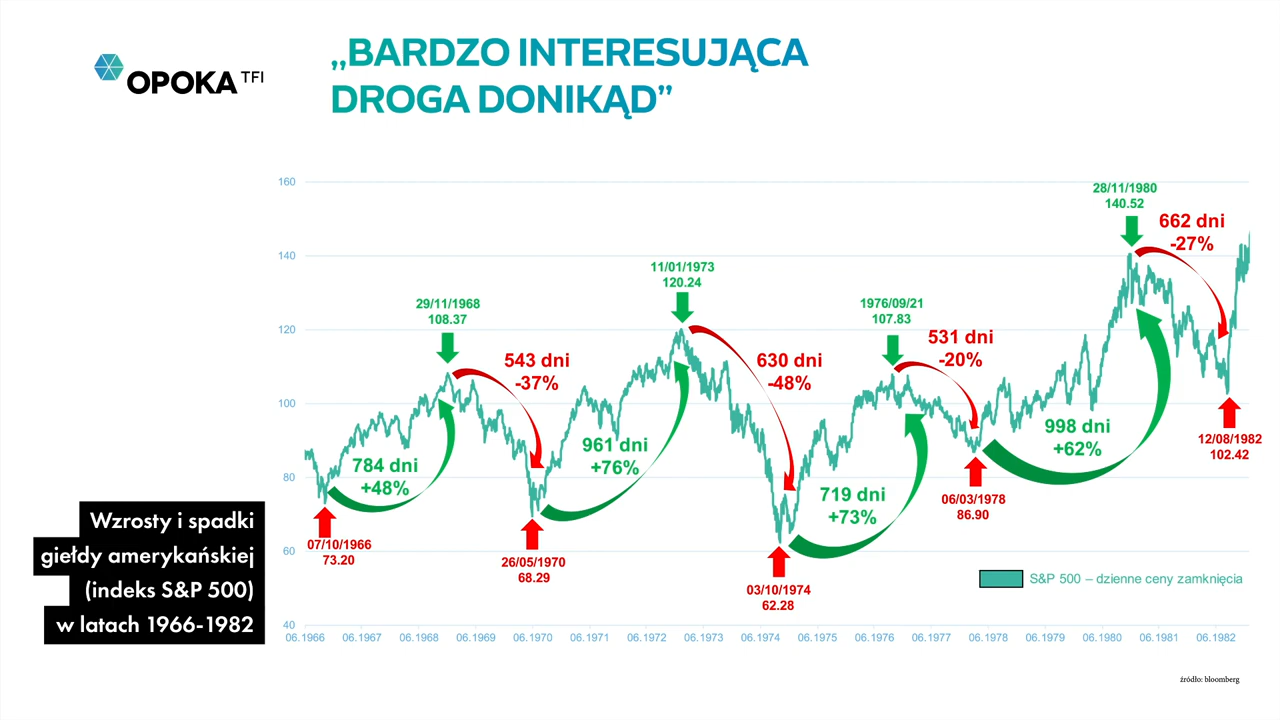 OPOKA TFI
„BARDZO INTERESUJĄCA
DROGA DONIKĄD”
160
140
120
100
80
60
40
28/11/1980
140.52
662 dni
-27%
11/01/1973
120.24
29/11/1968
108.37
1976/09/21
107.83
543 dni
-37%
630 dni
-48%
531 dni
-20%
784 dni
+48%
961 dni
+76%
719 dni
+73%
998 dni
+62%
12/08/1982
102.42
06/03/1978
86.90
07/10/1966
73.20
26/05/1970
68.29
03/10/1974
62.28
S&P 500 – dzienne ceny zamknięcia
06.1966 06.1967 06.1968 06.1969 06.1970 06.1971 06.1972 06.1973 06.1974 06.1975 06.1976 06.1977 06.1978 06.1979 06.1980 06.1981 06.1982
Wzrosty i spadki
giełdy amerykańskiej
(indeks S&P 500)
w latach 1966-1982
źródło: bloomberg